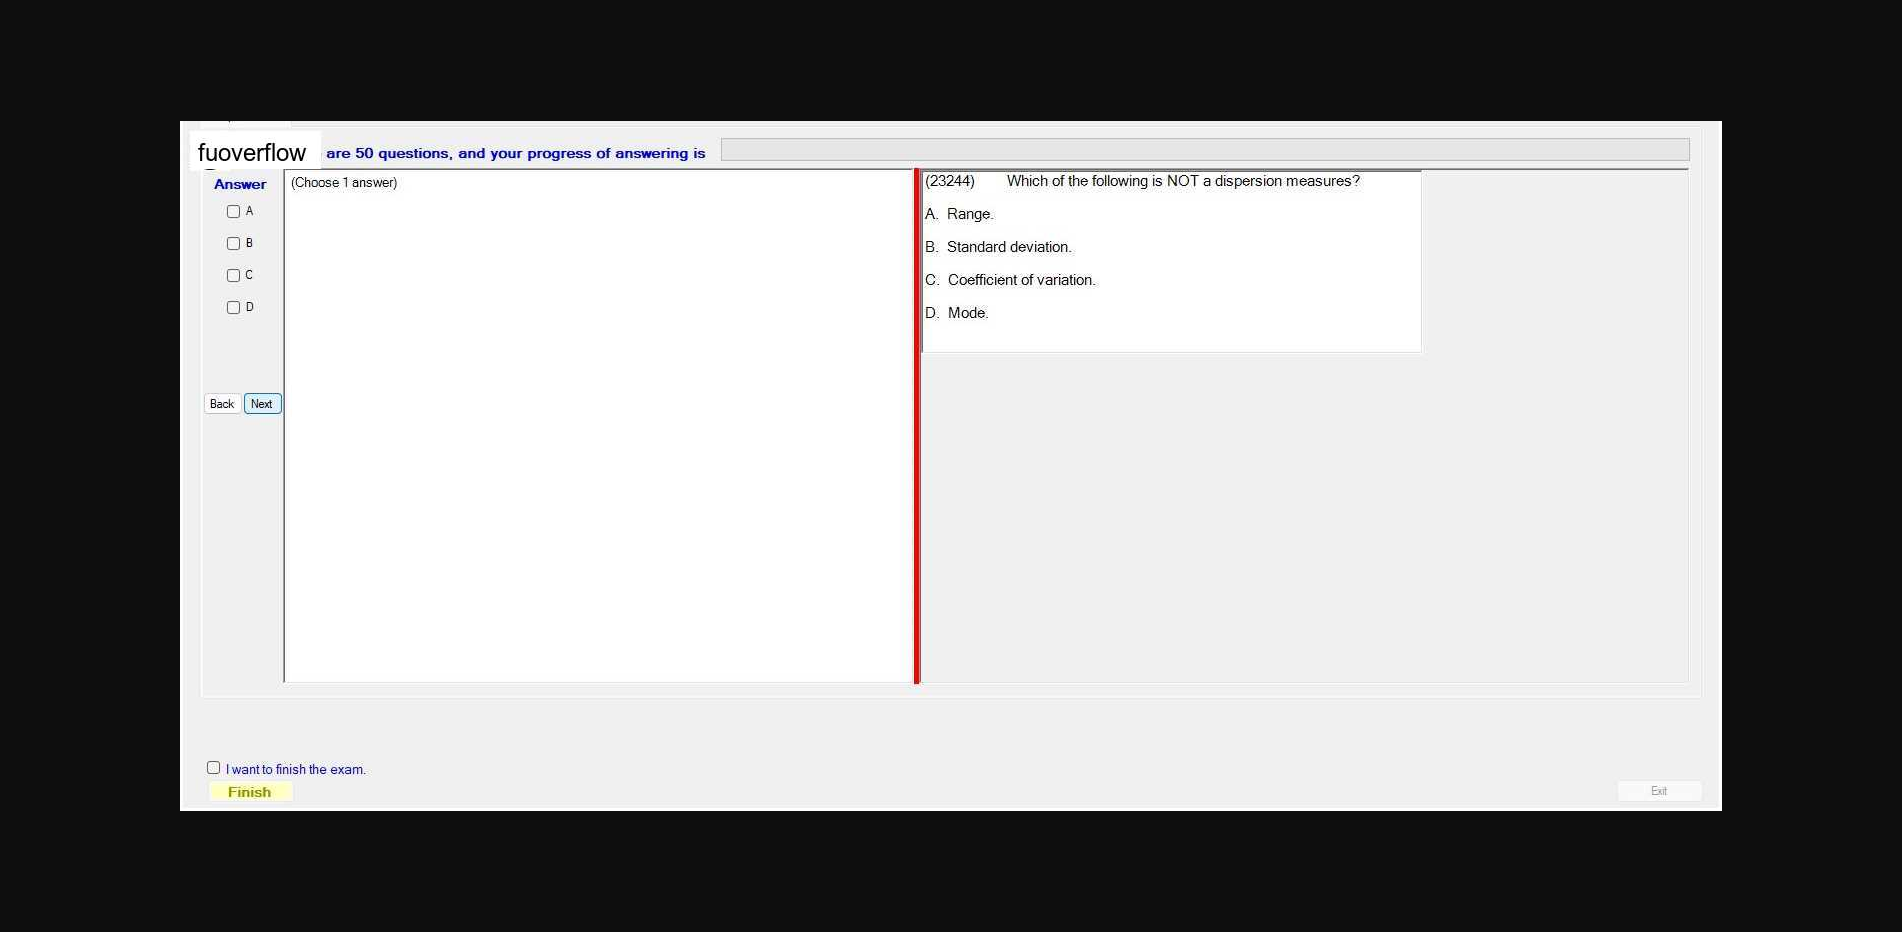 fuoverflow are 50 questions, and your progress of answering is
Answer
A
B
C
D
Back Next
(Choose 1 answer)
(23244) Which of the following is NOT a dispersion measures?
A. Range.
B. Standard deviation.
C. Coefficient of variation.
D. Mode.
I want to finish the exam.
Finish
Exit